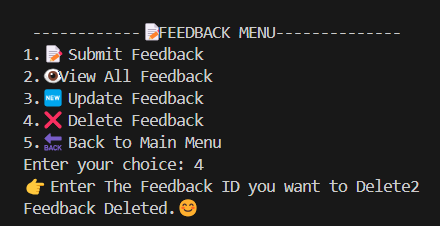 ------------📝FEEDBACK MENU--------------
1.📝 Submit Feedback
2.👁️View All Feedback
3.🆕 Update Feedback
4.❌ Delete Feedback
5.🔙 Back to Main Menu
Enter your choice: 4
👉 Enter The Feedback ID you want to Delete2
Feedback Deleted.😊